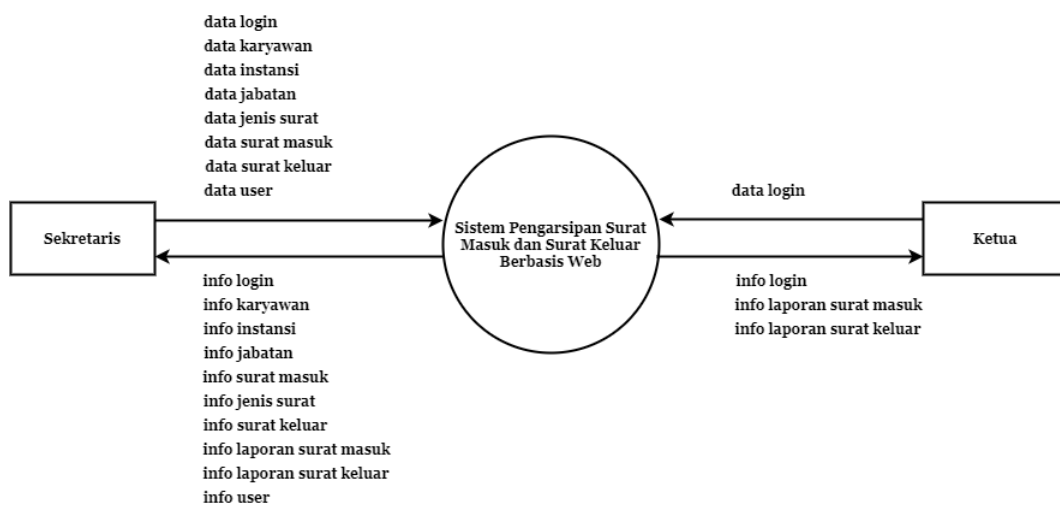 data login
data karyawan
data instansi
data jabatan
data jenis surat
data surat masuk
data surat keluar
data user
Sekretaris
info login
info karyawan
info instansi
info jabatan
info surat masuk
info jenis surat
info surat keluar
info laporan surat masuk
info laporan surat keluar
info user
Sistem Pengarsipan Surat
Masuk dan Surat Keluar
Berbasis Web
data login
Ketua
info login
info laporan surat masuk
info laporan surat keluar